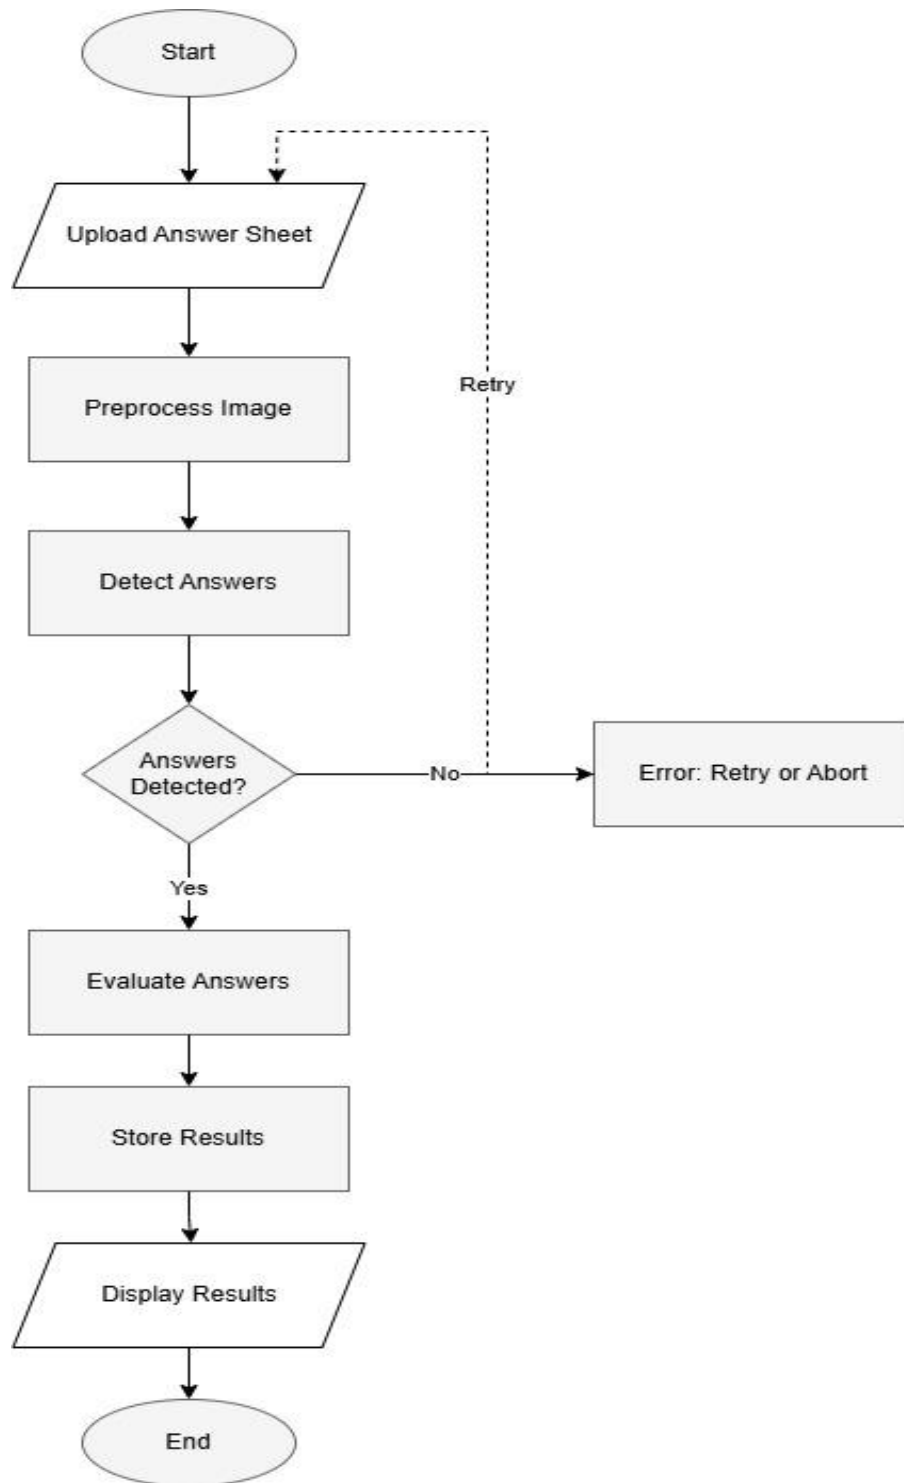 Start
Upload Answer Sheet
Preprocess Image
Retry
Detect Answers
Answers
Detected?
No
Error: Retry or Abort
Yes
Evaluate Answers
Store Results
Display Results
End